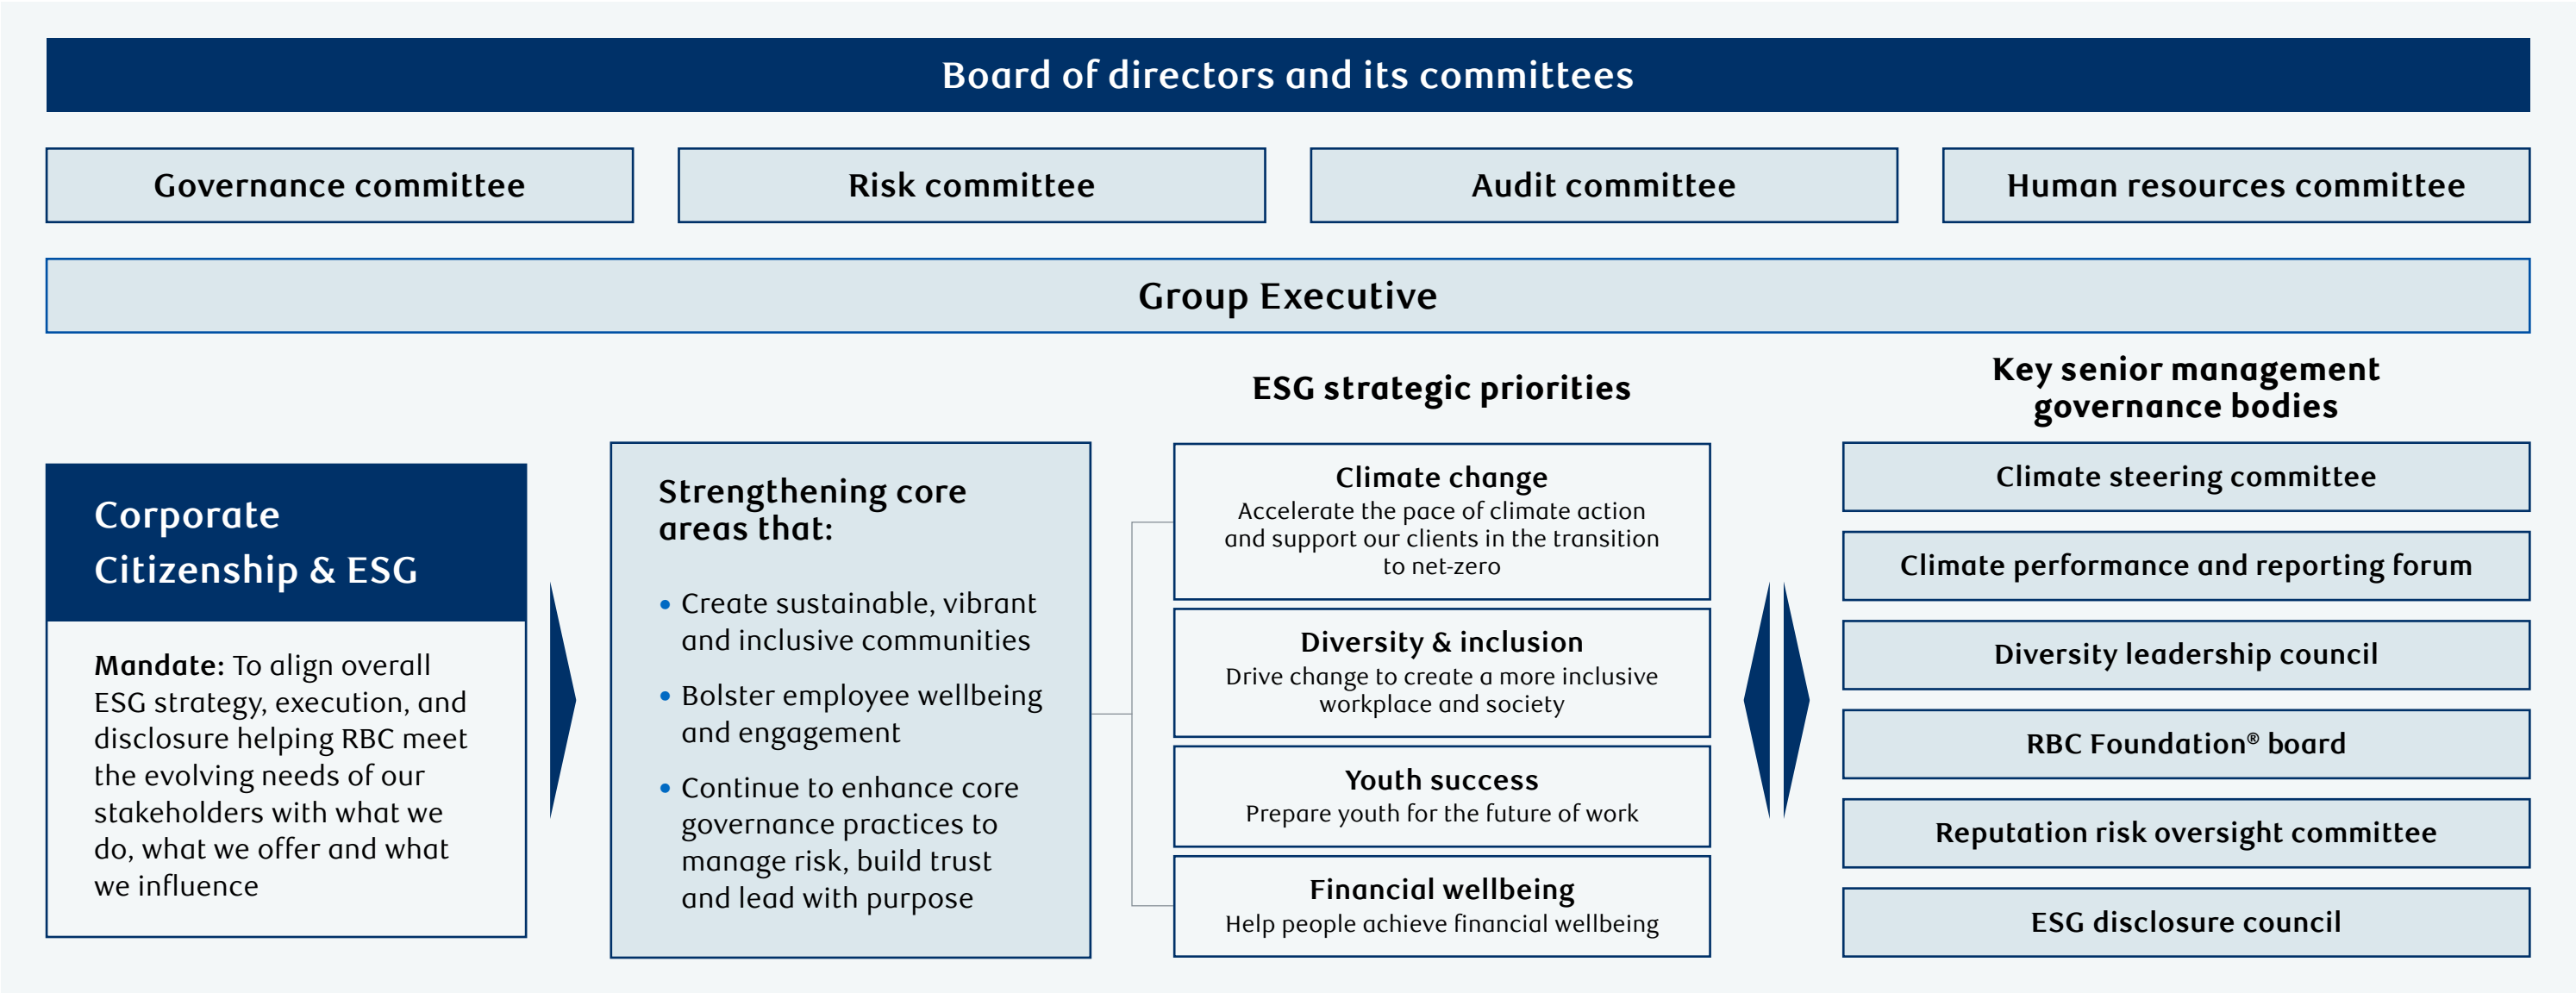 Board of directors and its committees
Governance committee
Risk committee
Audit committee
Human resources committee
Group Executive
Corporate
Citizenship & ESG
Mandate: To align overall
ESG strategy, execution, and
disclosure helping RBC meet
the evolving needs of our
stakeholders with what we
do, what we offer and what
we influence
Strengthening core
areas that:
• Create sustainable, vibrant
and inclusive communities
• Bolster employee wellbeing
and engagement
• Continue to enhance core
governance practices to
manage risk, build trust
and lead with purpose
ESG strategic priorities
Climate change
Accelerate the pace of climate action
and support our clients in the transition
to net-zero
Diversity & inclusion
Drive change to create a more inclusive
workplace and society
Youth success
Prepare youth for the future of work
Financial wellbeing
Help people achieve financial wellbeing
Key senior management
governance bodies
Climate steering committee
Climate performance and reporting forum
Diversity leadership council
RBC Foundation® board
Reputation risk oversight committee
ESG disclosure council